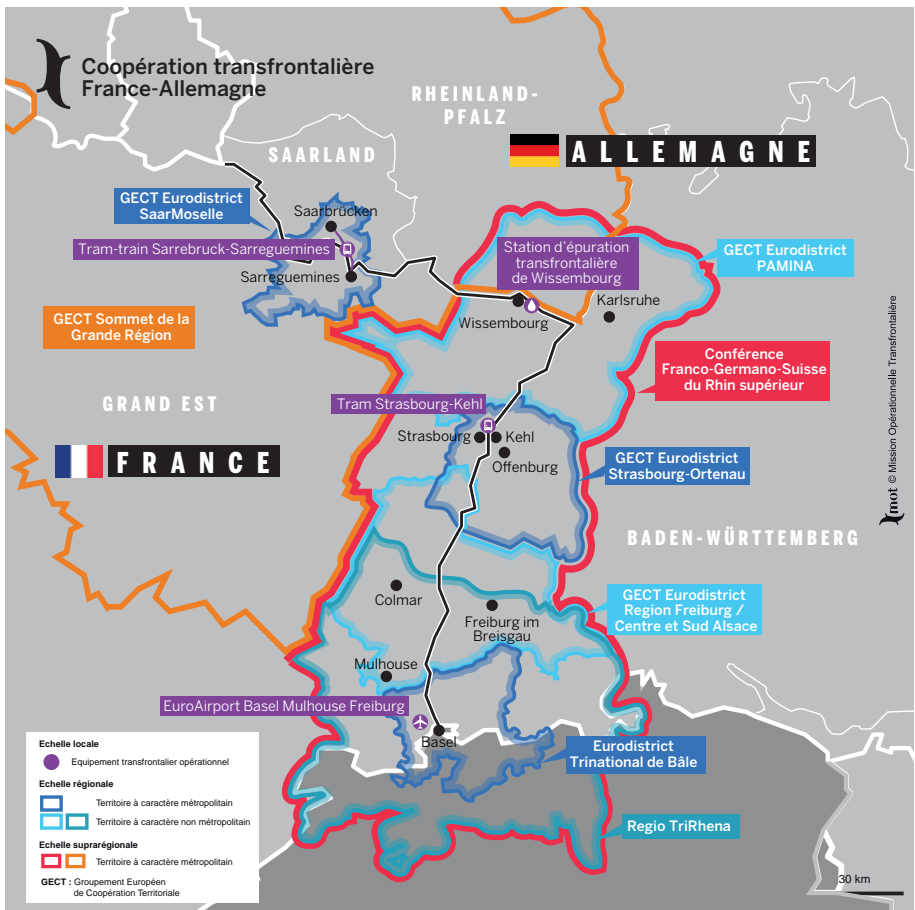 Coopération transfrontalière
France-Allemagne
RHEINLAND-
PFALZ
SAARLAND
ALLEMAGNE
GECT Eurodistrict
SaarMoselle
Saarbrücken
Tram-train Sarrebruck-Sarreguemines
Sarreguemines
Station d'épuration
transfrontalière
de Wissembourg
GECT Eurodistrict
PAMINA
Wissembourg
Karlsruhe
GECT Sommet de la
Grande Région
Conférence
Franco-Germano-Suisse
du Rhin supérieur
GRAND EST
FRANCE
Tram Strasbourg-Kehl
Strasbourg
Kehl
Offenburg
GECT Eurodistrict
Strasbourg-Ortenau
BADEN-WÜRTTEMBERG
mot © Mission Opérationnelle Transfrontalière
Colmar
Freiburg im
Breisgau
GECT Eurodistrict
Region Freiburg /
Centre et Sud Alsace
Mulhouse
EuroAirport Basel Mulhouse Freiburg
Basel
Eurodistrict
Trinational de Bâle
Regio TriRhena
Echelle locale
Equipement transfrontalier opérationnel
Echelle régionale
Territoire à caractère métropolitain
Territoire à caractère non métropolitain
Echelle suprarégionale
Territoire à caractère métropolitain
GECT : Groupement Européen
de Coopération Territoriale
30 km